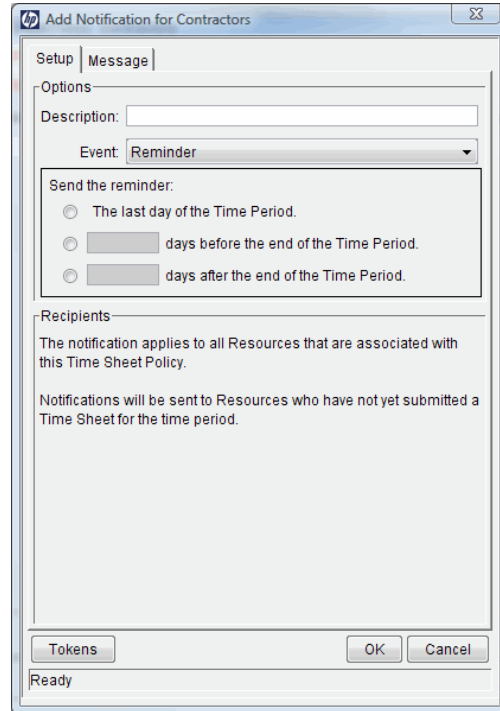 hp Add Notification for Contractors
Setup Message
Options
Description:
Event: Reminder
Send the reminder:
The last day of the Time Period.
days before the end of the Time Period.
days after the end of the Time Period.
Recipients
The notification applies to all Resources that are associated with
this Time Sheet Policy.
Notifications will be sent to Resources who have not yet submitted a
Time Sheet for the time period.
Tokens OK Cancel
Ready